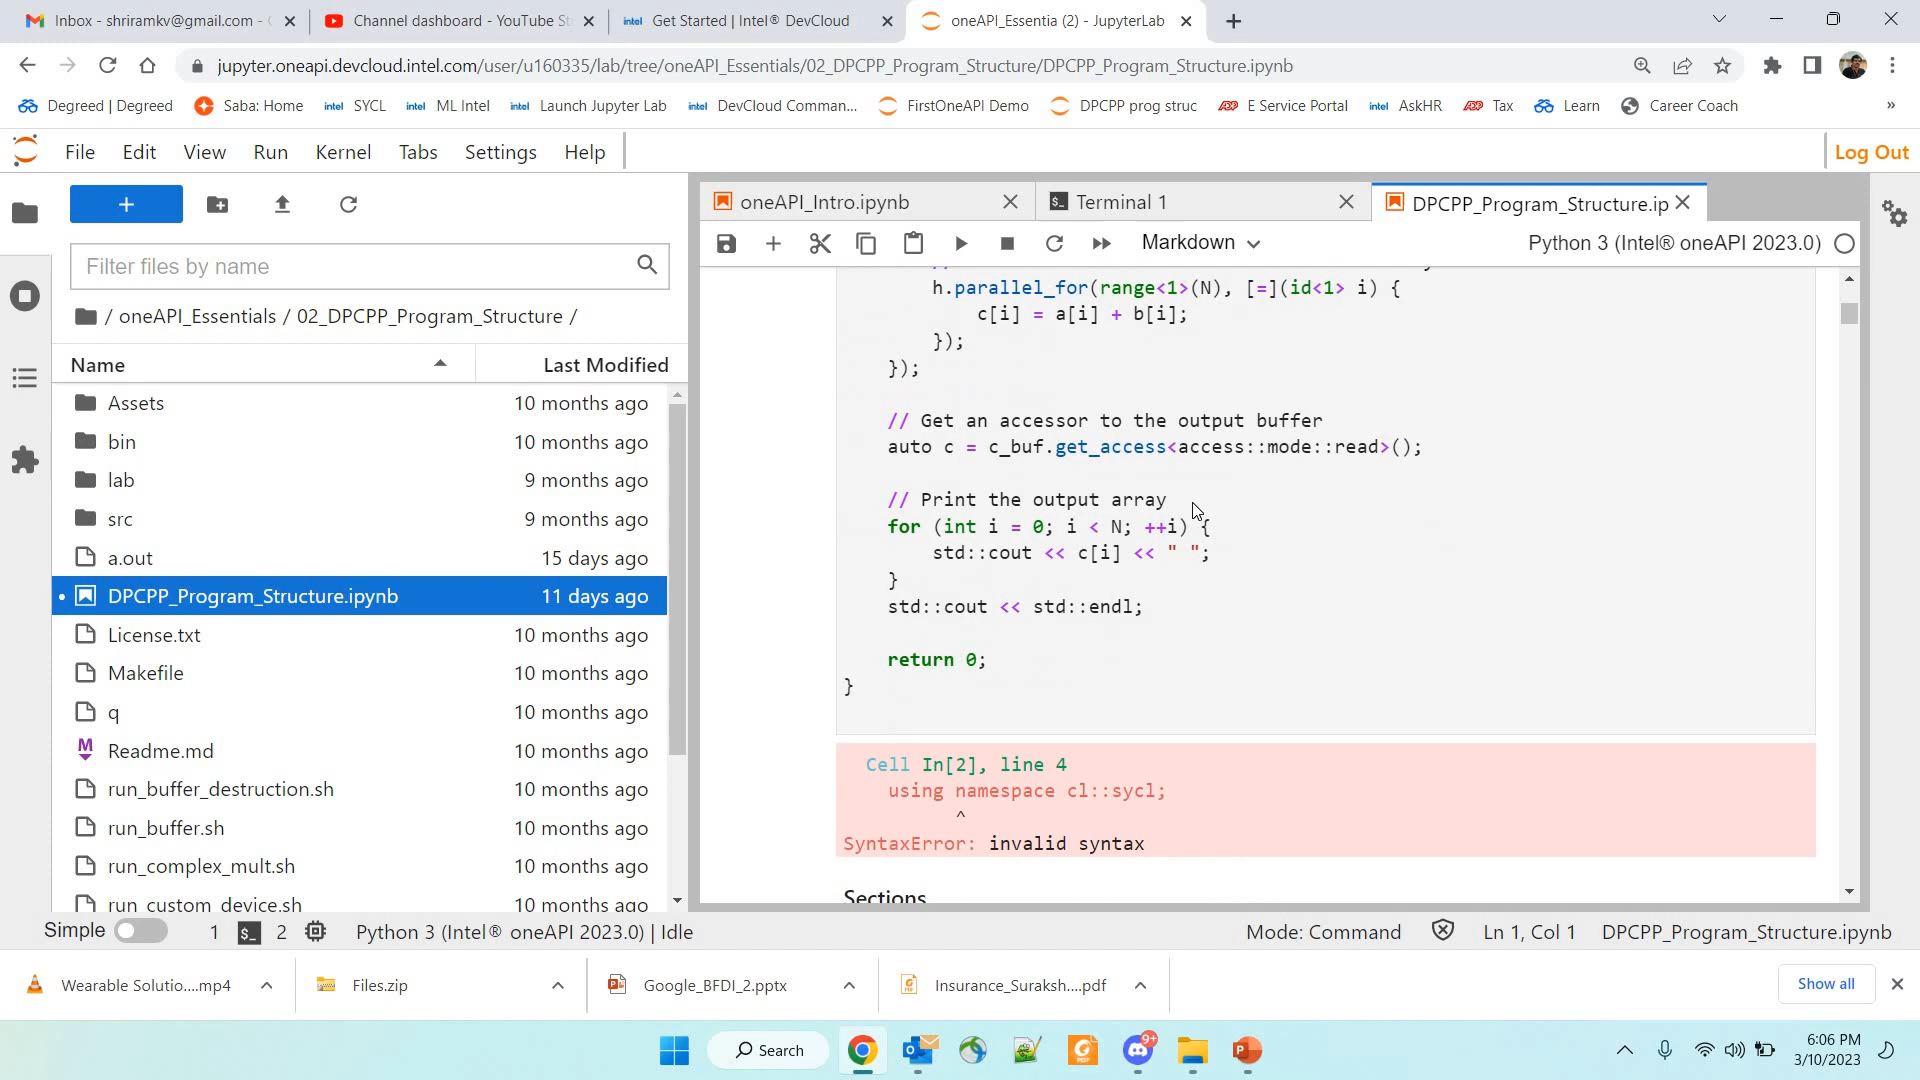 Inbox - shriramkv@gmail.com -
Channel dashboard - YouTube St
intel Get Started | Intel® DevCloud
oneAPI_Essentia (2) - JupyterLab
jupyter.oneapi.devcloud.intel.com/user/u160335/lab/tree/oneAPI_Essentials/02_DPCPP_Program_Structure/DPCPP_Program_Structure.ipynb
Degreed | Degreed
Saba: Home
intel SYCL
intel ML Intel
intel Launch Jupyter Lab
intel DevCloud Comman...
FirstOneAPI Demo
DPCPP prog struc
E Service Portal
intel AskHR
Tax
Learn
Career Coach
»
File Edit View Run Kernel Tabs Settings Help
Log Out
oneAPI_Intro.ipynb
Terminal 1
DPCPP_Program_Structure.ip
Markdown
Python 3 (Intel® oneAPI 2023.0)
Filter files by name
/ oneAPI_Essentials / 02_DPCPP_Program_Structure /
Name Last Modified
Assets 10 months ago
bin 10 months ago
lab 9 months ago
src 9 months ago
a.out 15 days ago
DPCPP_Program_Structure.ipynb 11 days ago
License.txt 10 months ago
Makefile 10 months ago
q 10 months ago
Readme.md 10 months ago
run_buffer_destruction.sh 10 months ago
run_buffer.sh 10 months ago
run_complex_mult.sh 10 months ago
run_custom_device.sh 10 months ago
h.parallel_for(range<1>(N), [=](id<1> i) {
c[i] = a[i] + b[i];
});
});
// Get an accessor to the output buffer
auto c = c_buf.get_access<access::mode::read>();
// Print the output array
for (int i = 0; i < N; ++i) {
std::cout << c[i] << " ";
}
std::cout << std::endl;
return 0;
}
Cell In[2], line 4
using namespace cl::sycl;
^
SyntaxError: invalid syntax
Sections
Simple
1
2
Python 3 (Intel® oneAPI 2023.0) | Idle
Mode: Command
Ln 1, Col 1
DPCPP_Program_Structure.ipynb
Wearable Solutio....mp4
Files.zip
Google_BFDI_2.pptx
Insurance_Suraksh....pdf
Show all
Search
9+
6:06 PM
3/10/2023